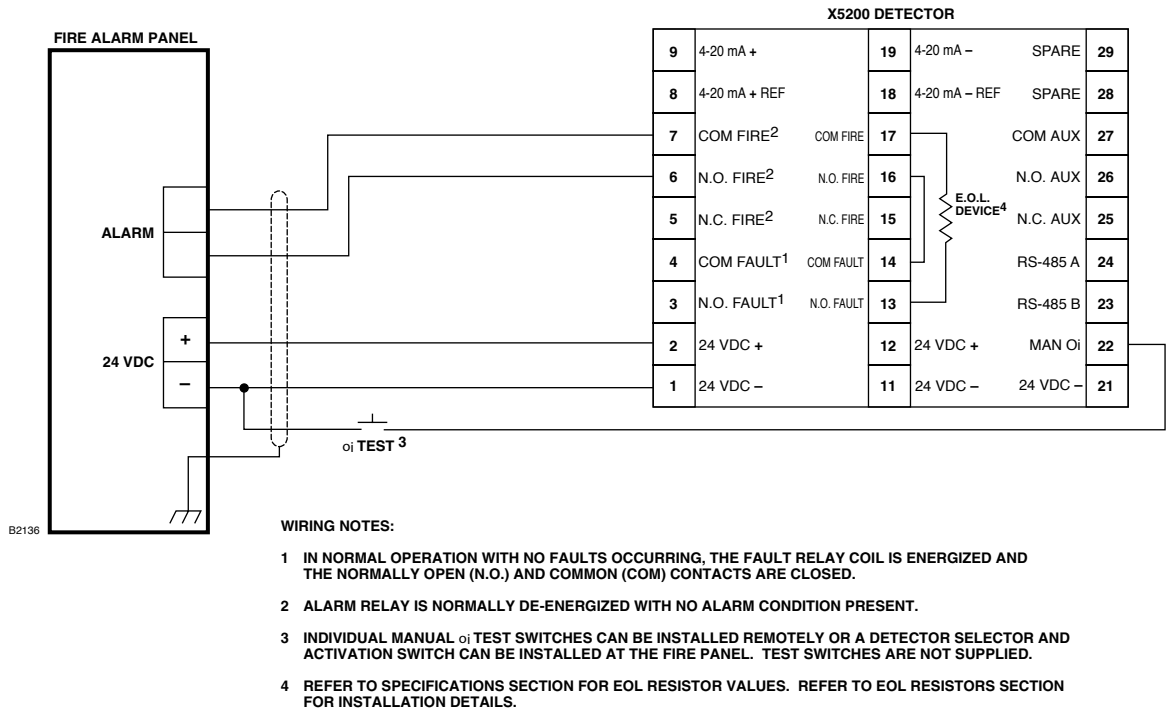 X5200 DETECTOR
FIRE ALARM PANEL
9 4-20 mA + 19 4-20 mA – SPARE 29
8 4-20 mA + REF 18 4-20 mA – REF SPARE 28
7 COM FIRE2 COM FIRE 17 COM AUX 27
6 N.O. FIRE2 N.O. FIRE 16 N.O. AUX 26
E.O.L.
DEVICE4
5 N.C. FIRE2 N.C. FIRE 15 N.C. AUX 25
ALARM
4 COM FAULT1 COM FAULT 14 RS-485 A 24
3 N.O. FAULT1 N.O. FAULT 13 RS-485 B 23
+
2 24 VDC + 12 24 VDC + MAN Oi 22
24 VDC
–
1 24 VDC – 11 24 VDC – 24 VDC – 21
oi TEST 3
B2136
WIRING NOTES:
1 IN NORMAL OPERATION WITH NO FAULTS OCCURRING, THE FAULT RELAY COIL IS ENERGIZED AND
THE NORMALLY OPEN (N.O.) AND COMMON (COM) CONTACTS ARE CLOSED.
2 ALARM RELAY IS NORMALLY DE-ENERGIZED WITH NO ALARM CONDITION PRESENT.
3 INDIVIDUAL MANUAL oi TEST SWITCHES CAN BE INSTALLED REMOTELY OR A DETECTOR SELECTOR AND
ACTIVATION SWITCH CAN BE INSTALLED AT THE FIRE PANEL. TEST SWITCHES ARE NOT SUPPLIED.
4 REFER TO SPECIFICATIONS SECTION FOR EOL RESISTOR VALUES. REFER TO EOL RESISTORS SECTION
FOR INSTALLATION DETAILS.